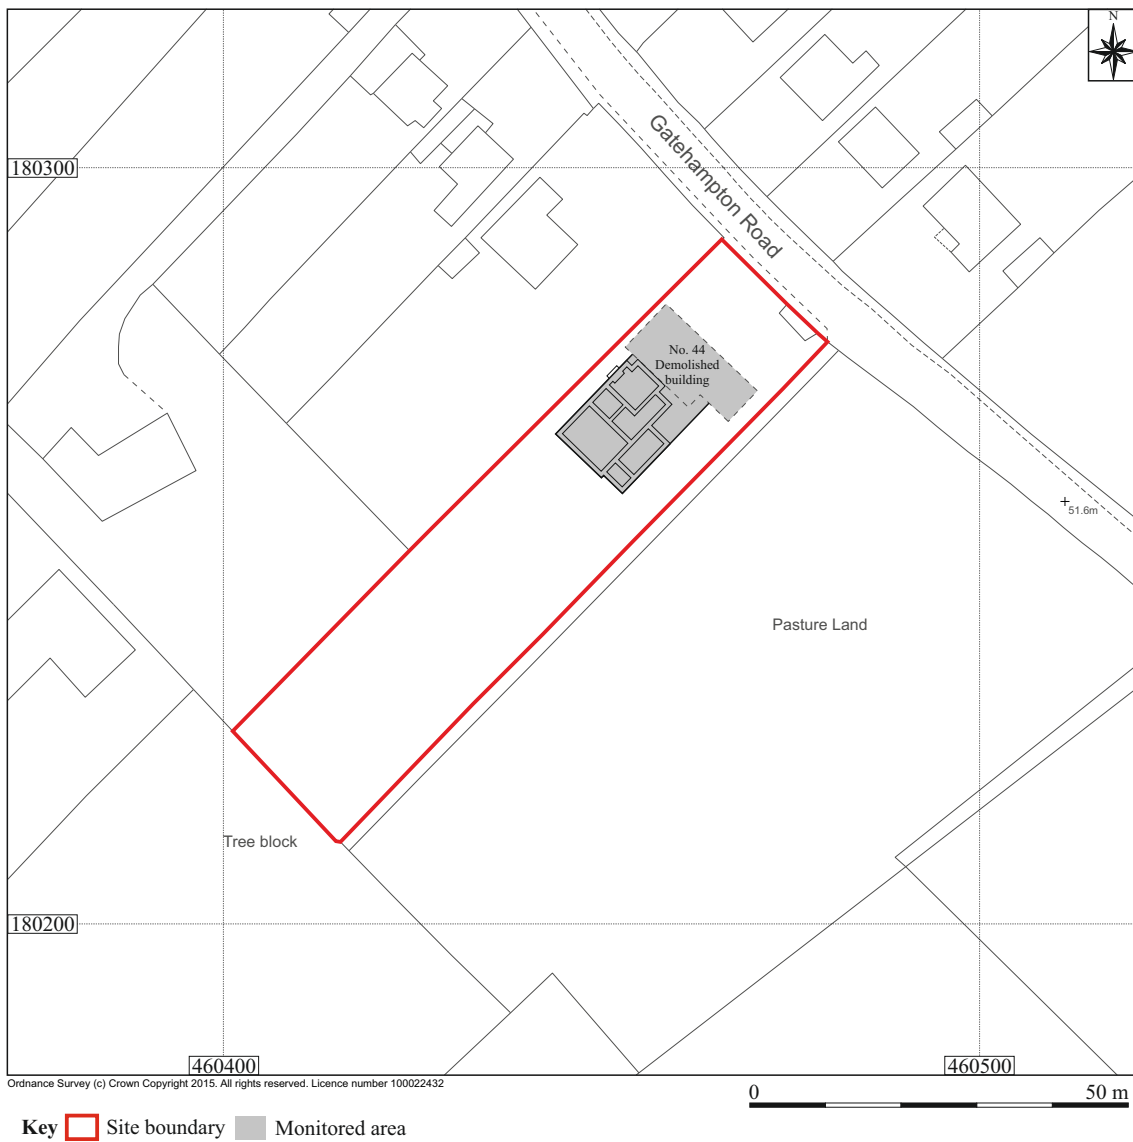 N
Gatehampton Road
180300
No. 44
Demolished
building
51.6m
Pasture Land
Tree block
180200
460400
460500
Ordnance Survey (c) Crown Copyright 2015. All rights reserved. Licence number 100022432
0 50 m
Key Site boundary Monitored area